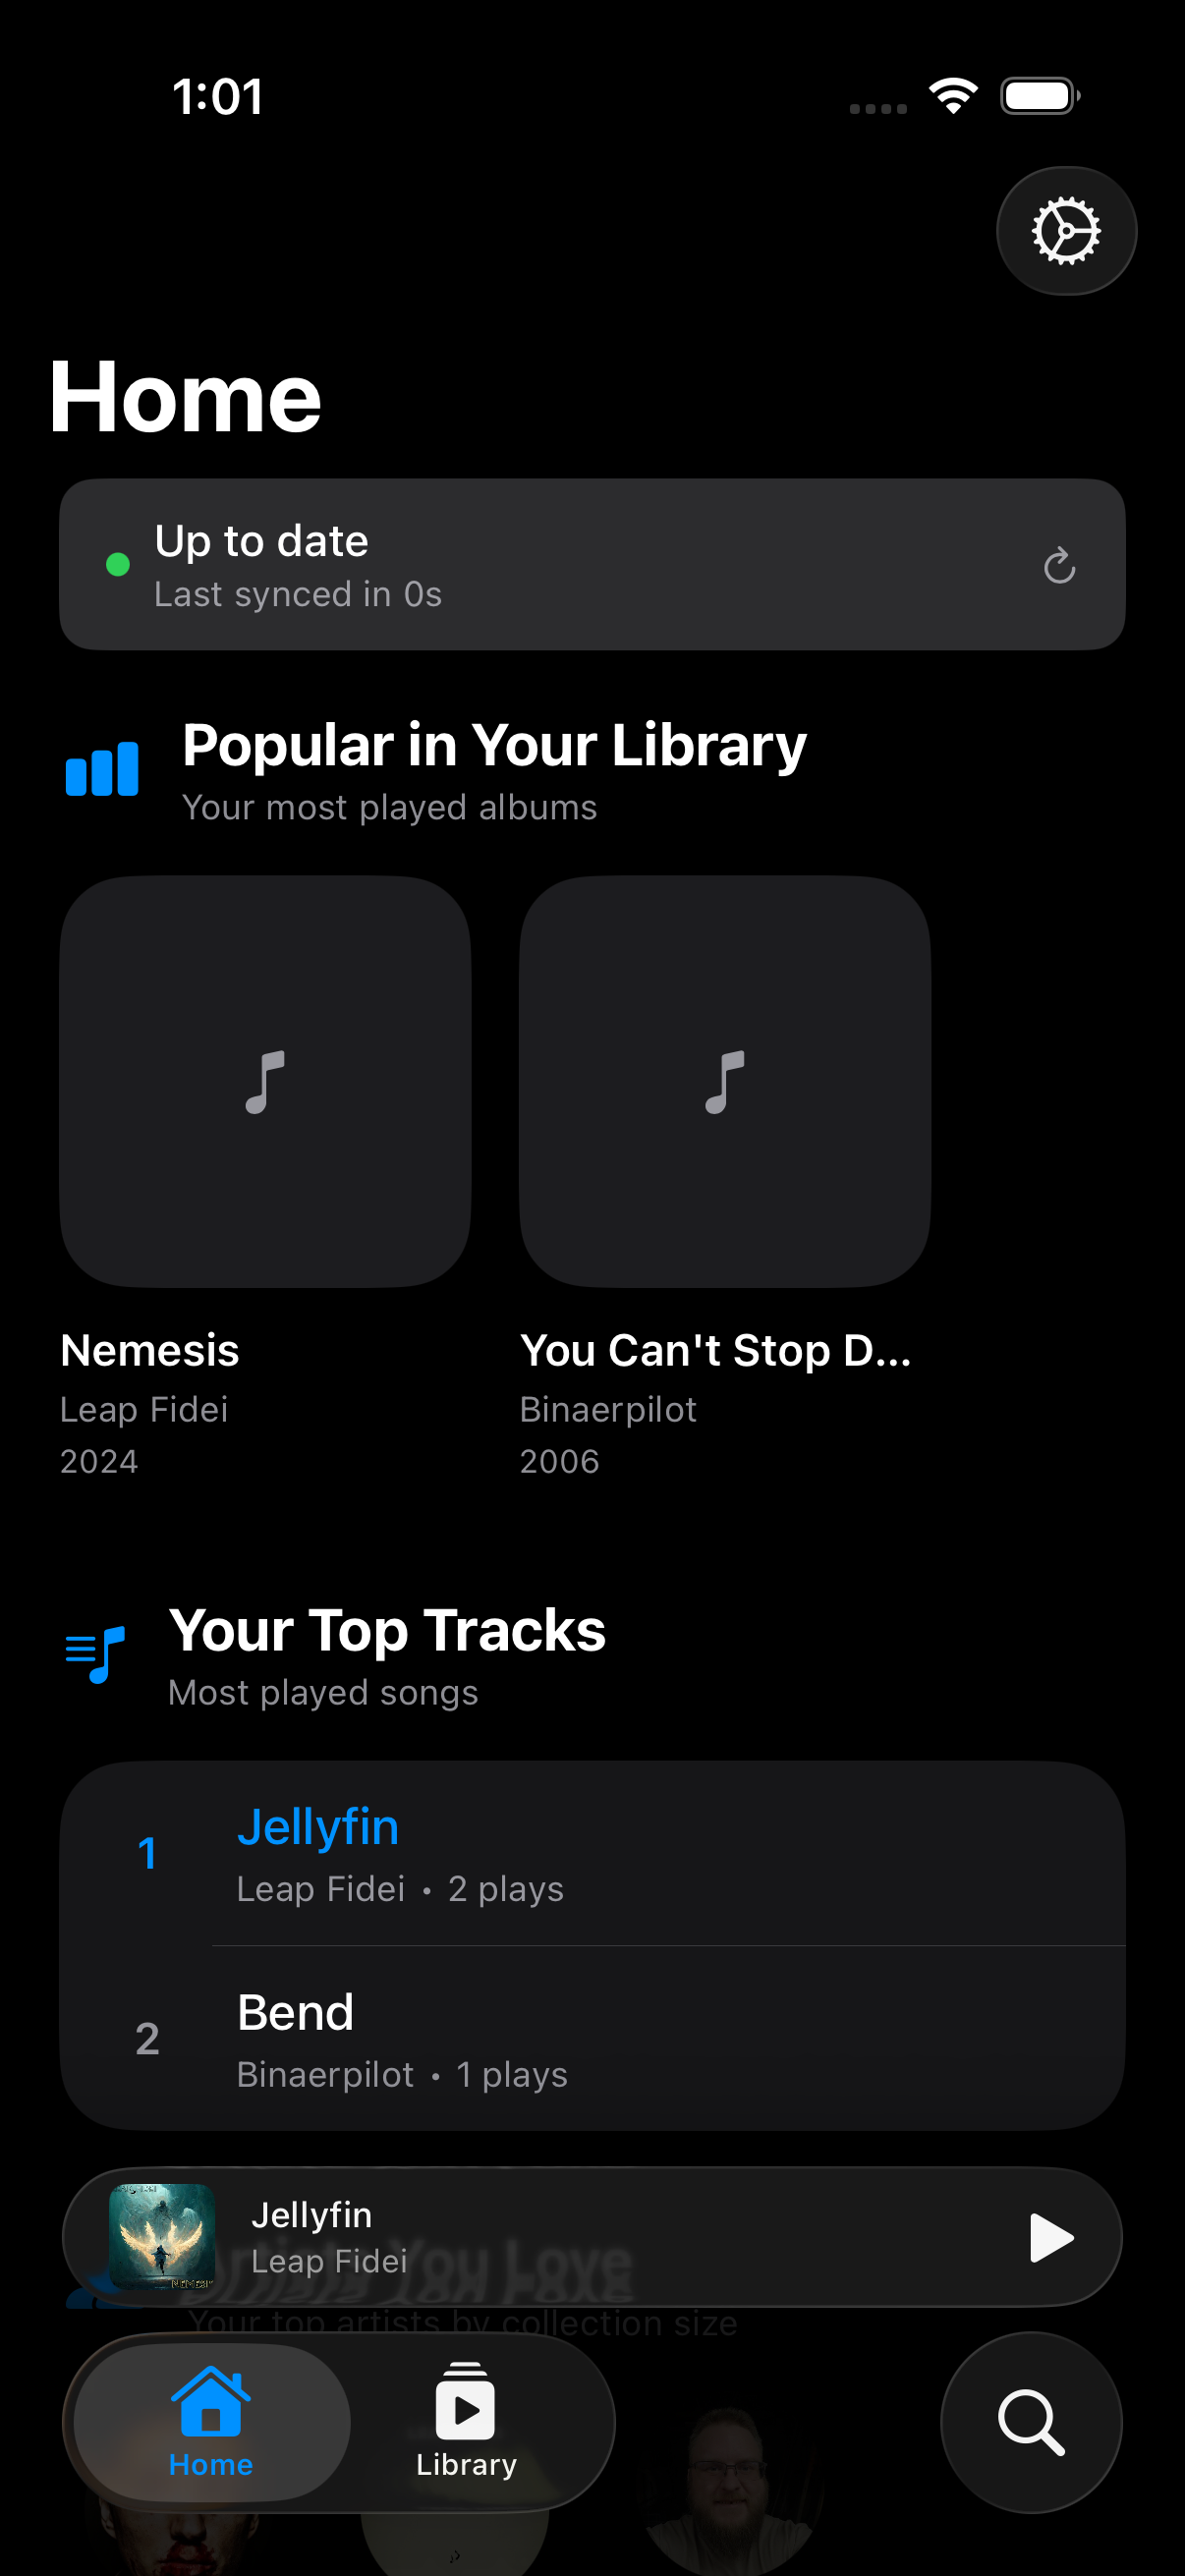 1:01
Home
Up to date
Last synced in 0s
Popular in Your Library
Your most played albums
Nemesis
Leap Fidei
2024
You Can't Stop D...
Binaerpilot
2006
Your Top Tracks
Most played songs
1
Jellyfin
Leap Fidei • 2 plays
2
Bend
Binaerpilot • 1 plays
Jellyfin
Leap Fidei
Artists You Love
Your top artists by collection size
Home
Library